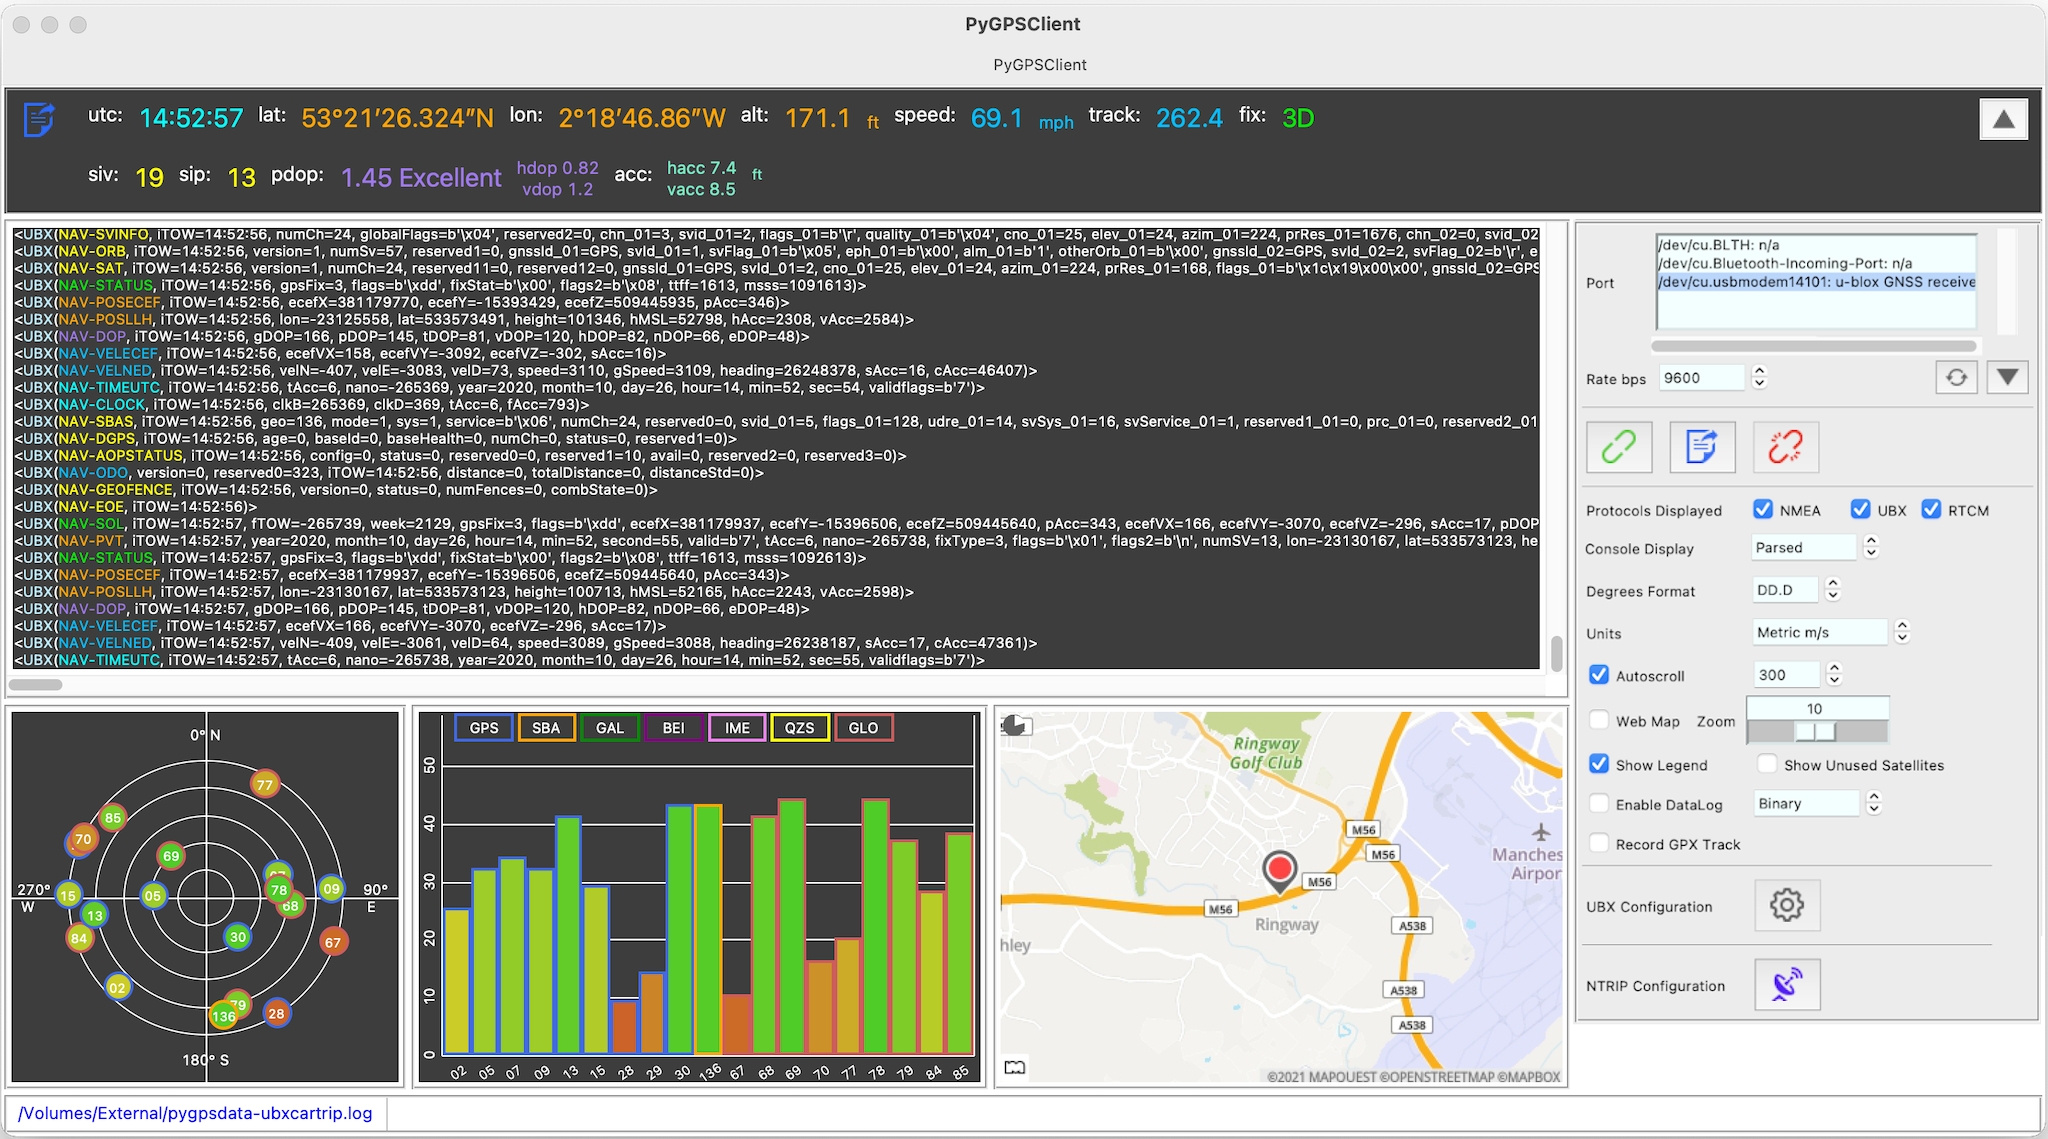 PyGPSClient
PyGPSClient
utc: 14:52:57 lat: 53°21′26.324″N lon: 2°18′46.86″W alt: 171.1 ft speed: 69.1 mph track: 262.4 fix: 3D
siv: 19 sip: 13 pdop: 1.45 Excellent hdop 0.82 vdop 1.2 acc: hacc 7.4 vacc 8.5 ft
<UBX(NAV-SVINFO, iTOW=14:52:56, numCh=24, globalFlags=b'\x04', reserved2=0, chn_01=3, svid_01=2, flags_01=b'\r', quality_01=b'\x04', cno_01=25, elev_01=24, azim_01=224, prRes_01=1676, chn_02=0, svid_02
<UBX(NAV-ORB, iTOW=14:52:56, version=1, numSv=57, reserved1=0, gnssId_01=GPS, svId_01=1, svFlag_01=b'\x05', eph_01=b'\x00', alm_01=b'1', otherOrb_01=b'\x00', gnssId_02=GPS, svId_02=2, svFlag_02=b'\x05', e
<UBX(NAV-SAT, iTOW=14:52:56, version=1, numCh=24, reserved11=0, reserved12=0, gnssId_01=GPS, svId_01=2, cno_01=25, elev_01=24, azim_01=224, prRes_01=168, flags_01=b'\x1c\x19\x00\x00', gnssId_02=GPS
<UBX(NAV-STATUS, iTOW=14:52:56, gpsFix=3, flags=b'\xdd', fixStat=b'\x00', flags2=b'\x08', ttff=1613, msss=1091613)>
<UBX(NAV-POSECEF, iTOW=14:52:56, ecefX=381179770, ecefY=-15393429, ecefZ=509445935, pAcc=346)>
<UBX(NAV-POSLLH, iTOW=14:52:56, lon=-23125558, lat=533573491, height=101346, hMSL=52798, hAcc=2308, vAcc=2584)>
<UBX(NAV-DOP, iTOW=14:52:56, gDOP=166, pDOP=145, tDOP=81, vDOP=120, hDOP=82, nDOP=66, eDOP=48)>
<UBX(NAV-VELECEF, iTOW=14:52:56, ecefVX=158, ecefVY=-3092, ecefVZ=-302, sAcc=16)>
<UBX(NAV-VELNED, iTOW=14:52:56, velN=-407, velE=-3083, velD=73, speed=3110, gSpeed=3109, heading=26248378, sAcc=16, cAcc=46407)>
<UBX(NAV-TIMEUTC, iTOW=14:52:56, tAcc=6, nano=-265369, year=2020, month=10, day=26, hour=14, min=52, sec=54, validflags=b'7')>
<UBX(NAV-CLOCK, iTOW=14:52:56, clkB=265369, clkD=369, tAcc=6, fAcc=793)>
<UBX(NAV-SBAS, iTOW=14:52:56, geo=136, mode=1, sys=1, service=b'\x06', numCh=24, reserved0=0, svid_01=5, flags_01=128, udre_01=14, svSys_01=16, svService_01=1, reserved1_01=0, prc_01=0, reserved2_01
<UBX(NAV-DGPS, iTOW=14:52:56, age=0, baseId=0, baseHealth=0, numCh=0, status=0, reserved1=0)>
<UBX(NAV-AOPSTATUS, iTOW=14:52:56, config=0, status=0, reserved0=0, reserved1=10, avail=0, reserved2=0, reserved3=0)>
<UBX(NAV-ODO, version=0, reserved0=323, iTOW=14:52:56, distance=0, totalDistance=0, distanceStd=0)>
<UBX(NAV-GEOFENCE, iTOW=14:52:56, version=0, status=0, numFences=0, combState=0)>
<UBX(NAV-EOE, iTOW=14:52:56)>
<UBX(NAV-SOL, iTOW=14:52:57, fTOW=-265739, week=2129, gpsFix=3, flags=b'\xdd', ecefX=381179937, ecefY=-15396506, ecefZ=509445640, pAcc=343, ecefVX=166, ecefVY=-3070, ecefVZ=-296, sAcc=17, pDOP
<UBX(NAV-PVT, iTOW=14:52:57, year=2020, month=10, day=26, hour=14, min=52, second=55, valid=b'7', tAcc=6, nano=-265738, fixType=3, flags=b'\x01', flags2=b'\n', numSV=13, lon=-23130167, lat=533573123, he
<UBX(NAV-STATUS, iTOW=14:52:57, gpsFix=3, flags=b'\xdd', fixStat=b'\x00', flags2=b'\x08', ttff=1613, msss=1092613)>
<UBX(NAV-POSECEF, iTOW=14:52:57, ecefX=381179937, ecefY=-15396506, ecefZ=509445640, pAcc=343)>
<UBX(NAV-POSLLH, iTOW=14:52:57, lon=-23130167, lat=533573123, height=100713, hMSL=52165, hAcc=2243, vAcc=2598)>
<UBX(NAV-DOP, iTOW=14:52:57, gDOP=166, pDOP=145, tDOP=81, vDOP=120, hDOP=82, nDOP=66, eDOP=48)>
<UBX(NAV-VELECEF, iTOW=14:52:57, ecefVX=166, ecefVY=-3070, ecefVZ=-296, sAcc=17)>
<UBX(NAV-VELNED, iTOW=14:52:57, velN=-409, velE=-3061, velD=64, speed=3089, gSpeed=3088, heading=26238187, sAcc=17, cAcc=47361)>
<UBX(NAV-TIMEUTC, iTOW=14:52:57, tAcc=6, nano=-265738, year=2020, month=10, day=26, hour=14, min=52, sec=55, validflags=b'7')>
Port
/dev/cu.BLTH: n/a
/dev/cu.Bluetooth-Incoming-Port: n/a
/dev/cu.usbmodem14101: u-blox GNSS receive
Rate bps 9600
Protocols Displayed NMEA UBX RTCM
Console Display Parsed
Degrees Format DD.D
Units Metric m/s
Autoscroll 300
Web Map Zoom 10
Show Legend Show Unused Satellites
Enable DataLog Binary
Record GPX Track
UBX Configuration
NTRIP Configuration
0° N
77
85
70
69
270° W
15
05
78
09
90° E
68
13
84
30
67
02
79
136
28
180° S
GPS SBA GAL BEI IME QZS GLO
50
40
30
20
10
0
02 05 07 09 13 15 28 29 30 136 67 68 69 70 77 78 79 84 85
Ringway
Golf Club
M56
M56
M56
M56
Manches
Airpor
Ringway
A538
hley
A538
A538
©2021 MAPQUEST ©OPENSTREETMAP ©MAPBOX
/Volumes/External/pygpsdata-ubxcartrip.log